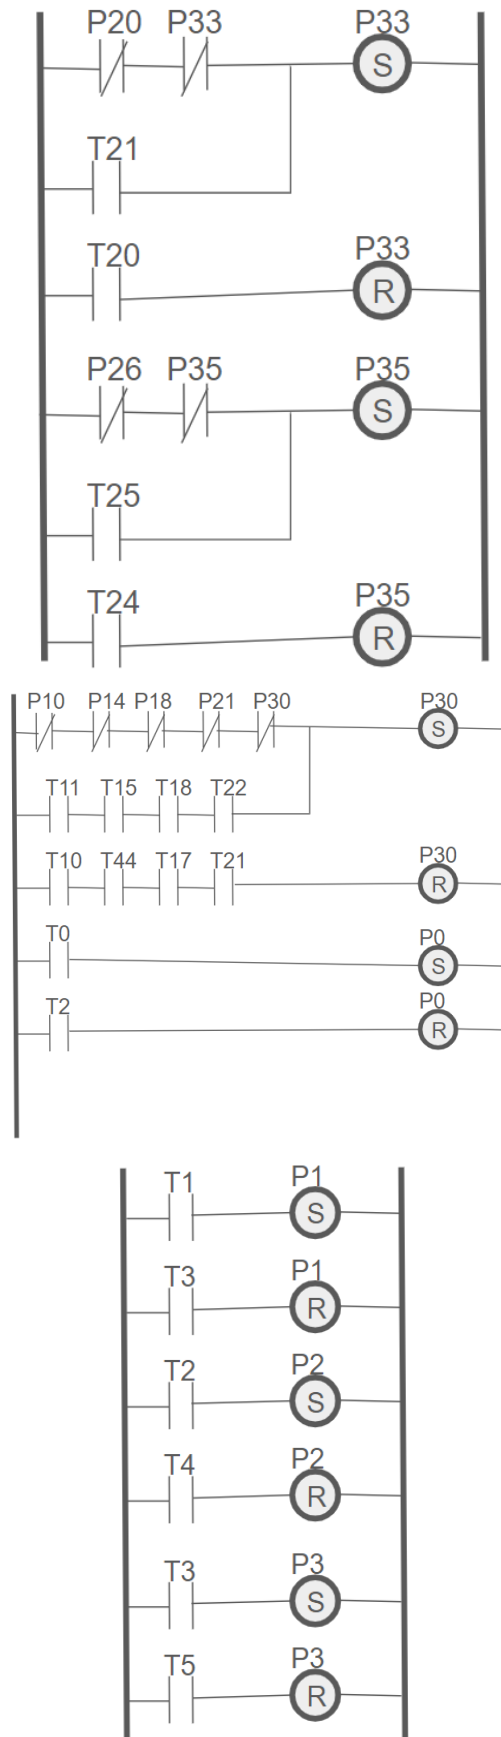 P20 P33 P33
S
T21
T20 P33
R
P26 P35 P35
S
T25
T24 P35
R
P10 P14 P18 P21 P30 P30
S
T11 T15 T18 T22
T10 T44 T17 T21 P30
R
T0 P0
S
T2 P0
R
T1 P1
S
T3 P1
R
T2 P2
S
T4 P2
R
T3 P3
S
T5 P3
R